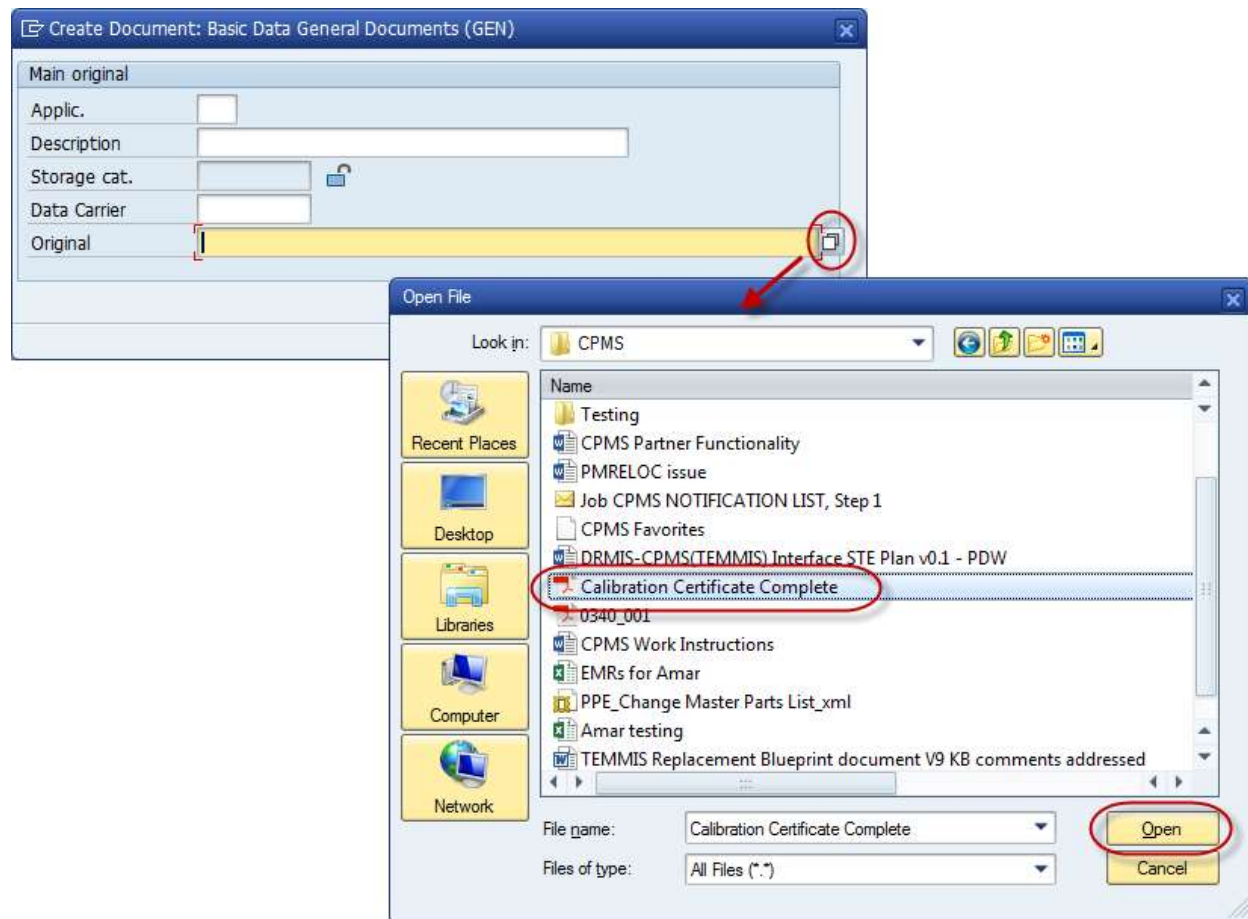 Create Document: Basic Data General Documents (GEN)
Main original
Applic.
Description
Storage cat.
Data Carrier
Original
Open File
Look in:
CPMS
Recent Places
Desktop
Libraries
Computer
Network
Name
Testing
CPMS Partner Functionality
PMRELOC issue
Job CPMS NOTIFICATION LIST, Step 1
CPMS Favorites
DRMIS-CPMS(TEMMIS) Interface STE Plan v0.1 - PDW
Calibration Certificate Complete
0340_001
CPMS Work Instructions
EMRs for Amar
PPE_Change Master Parts List_xml
Amar testing
TEMMIS Replacement Blueprint document V9 KB comments addressed
File name:
Calibration Certificate Complete
Open
Files of type:
All Files (*.*)
Cancel